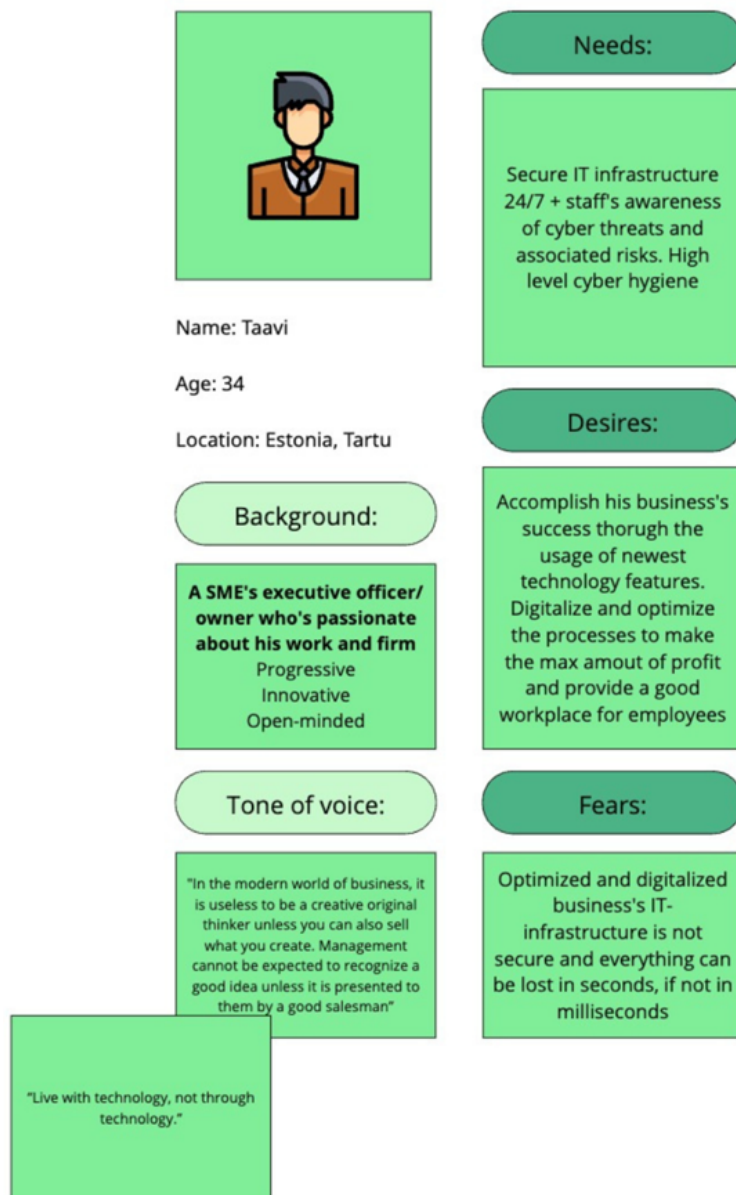 Name: Taavi
Age: 34
Location: Estonia, Tartu
Background:
A SME's executive officer/
owner who's passionate
about his work and firm
Progressive
Innovative
Open-minded
Tone of voice:
"In the modern world of business, it
is useless to be a creative original
thinker unless you can also sell
what you create. Management
cannot be expected to recognize a
good idea unless it is presented to
them by a good salesman”
“Live with technology, not through
technology.”
Needs:
Secure IT infrastructure
24/7 + staff's awareness
of cyber threats and
associated risks. High
level cyber hygiene
Desires:
Accomplish his business's
success thorugh the
usage of newest
technology features.
Digitalize and optimize
the processes to make
the max amout of profit
and provide a good
workplace for employees
Fears:
Optimized and digitalized
business's IT-
infrastructure is not
secure and everything can
be lost in seconds, if not in
milliseconds